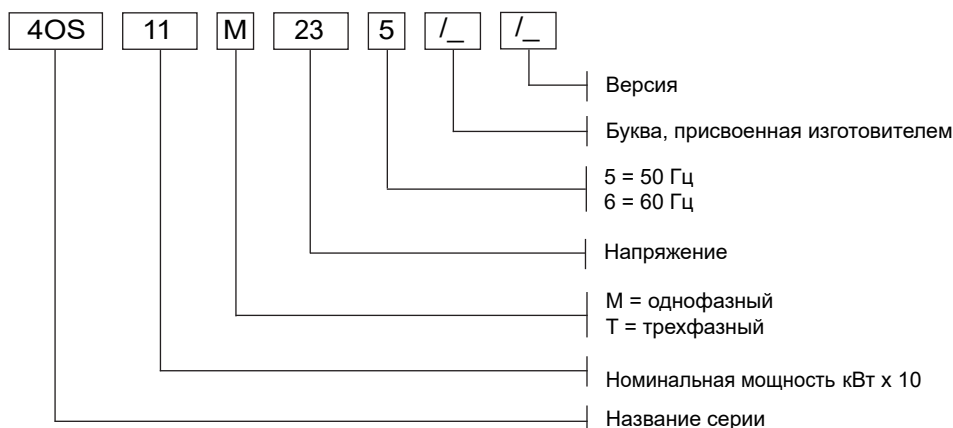 4OS 11 M 23 5 /_ /_
Версия
Буква, присвоенная изготовителем
5 = 50 Гц
6 = 60 Гц
Напряжение
М = однофазный
Т = трехфазный
Номинальная мощность кВт x 10
Название серии